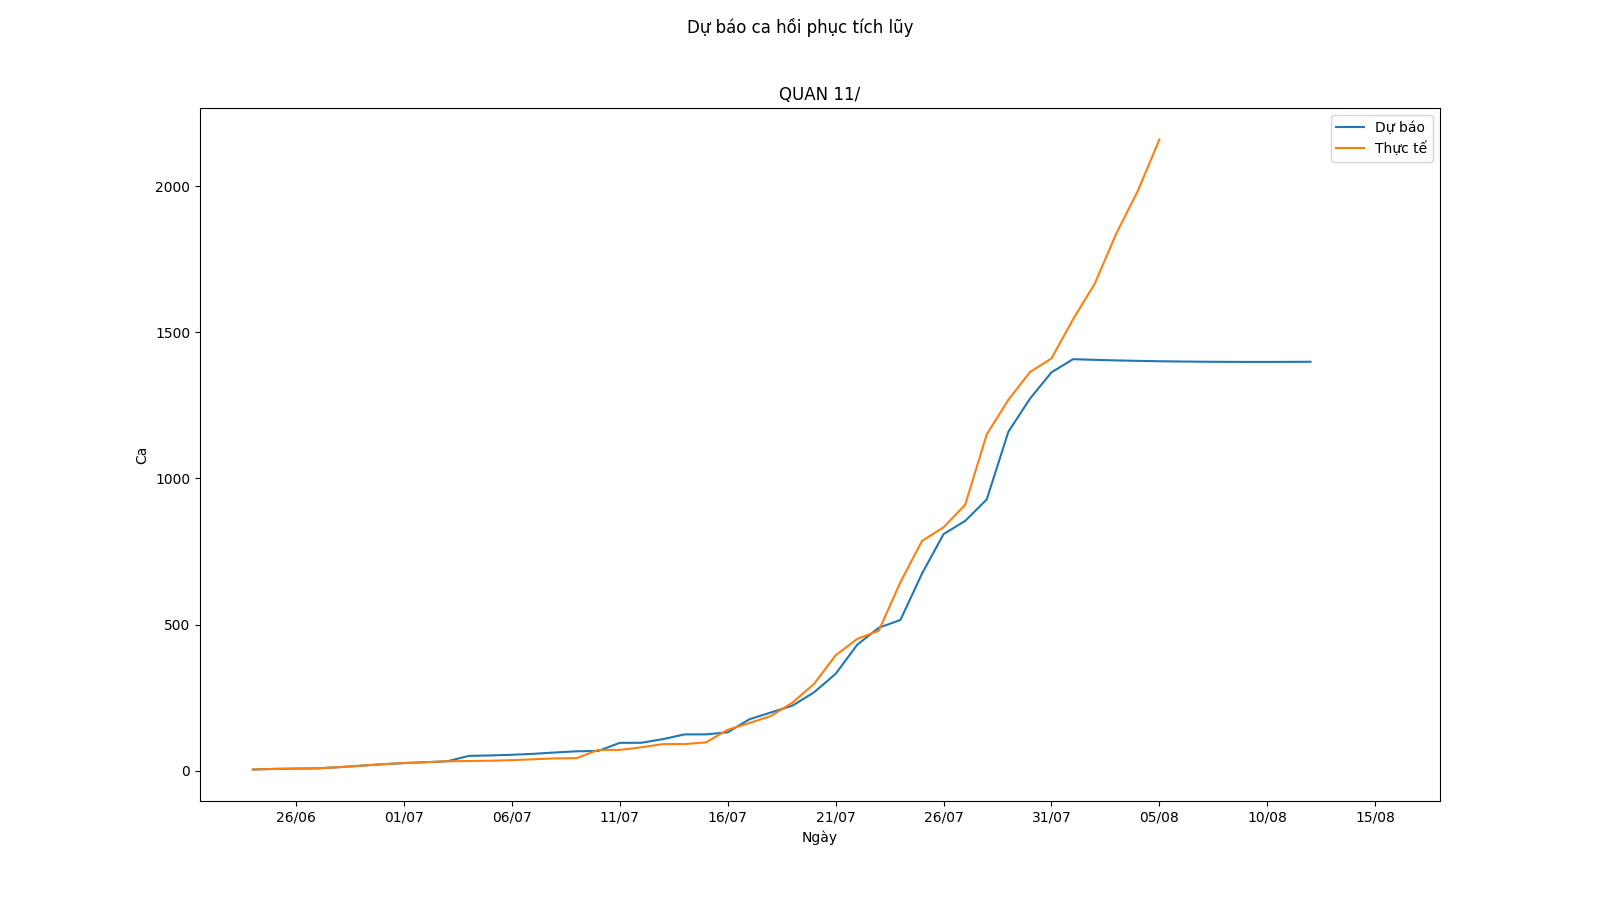 Dự báo ca hồi phục tích lũy
QUAN 11/
Dự báo
Thực tế
2000
1500
1000
500
0
Ca
26/06 01/07 06/07 11/07 16/07 21/07 26/07 31/07 05/08 10/08 15/08
Ngày